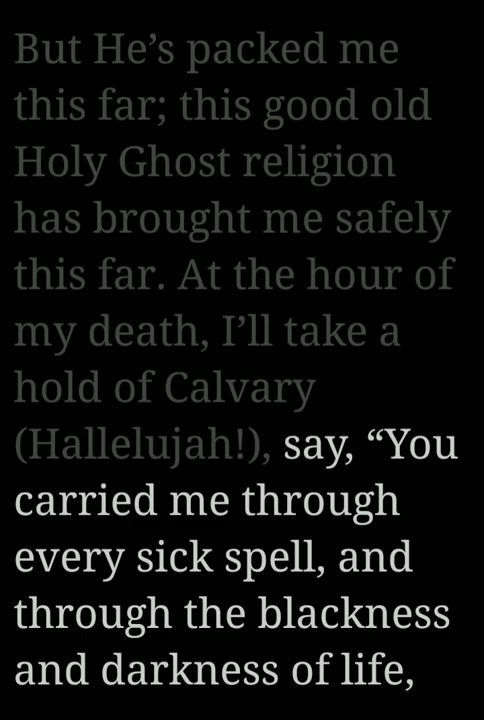 But He’s packed me
this far; this good old
Holy Ghost religion
has brought me safely
this far. At the hour of
my death, I’ll take a
hold of Calvary
(Hallelujah!), say, “You
carried me through
every sick spell, and
through the blackness
and darkness of life,